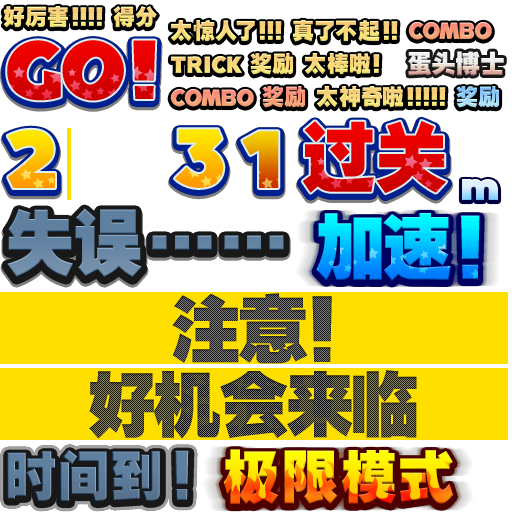 好厉害!!!! 得分
太惊人了!!! 真了不起!! COMBO
GO!
TRICK 奖励 太棒啦! 蛋头博士
COMBO 奖励 太神奇啦!!!!! 奖励
2 3 1 过关 m
失误……
加速!
注意!
好机会来临
时间到! 极限模式